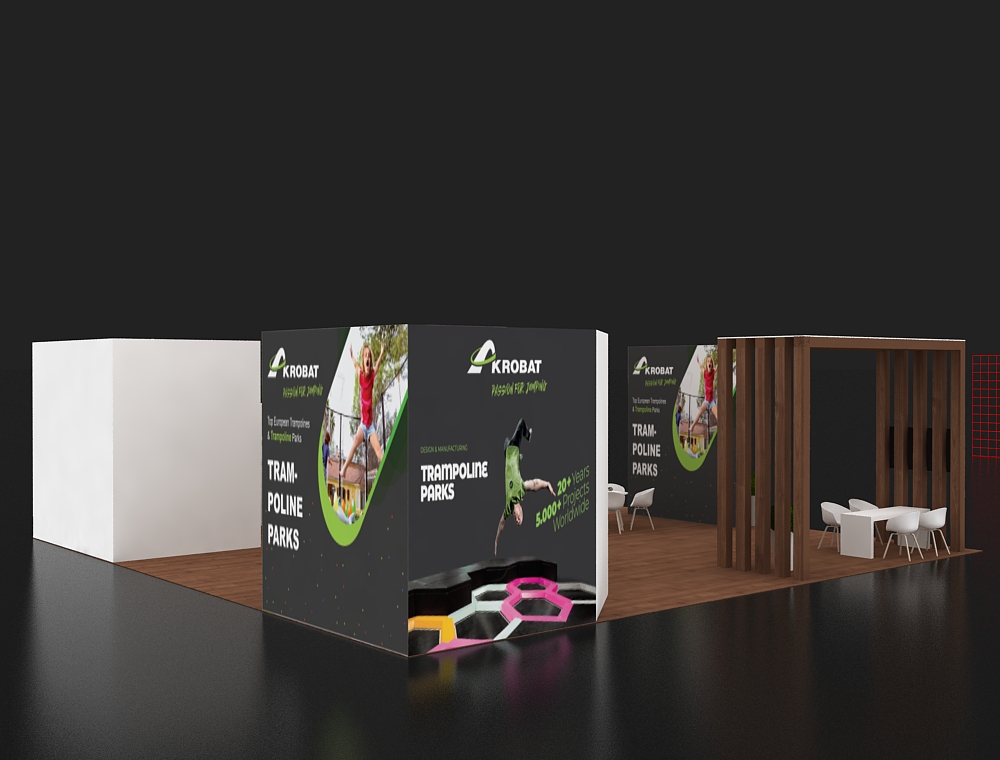 AKROBAT
PASSION FOR JUMPING
Top European Trampolines
& Trampoline Parks
TRAM-
POLINE
PARKS
AKROBAT
PASSION FOR JUMPING
DESIGN & MANUFACTURING
TRAMPOLINE
PARKS
20+ Years
5.000+ Projects
Worldwide
AKROBAT
PASSION FOR JUMPING
Top European Trampolines
& Trampoline Parks
TRAM-
POLINE
PARKS